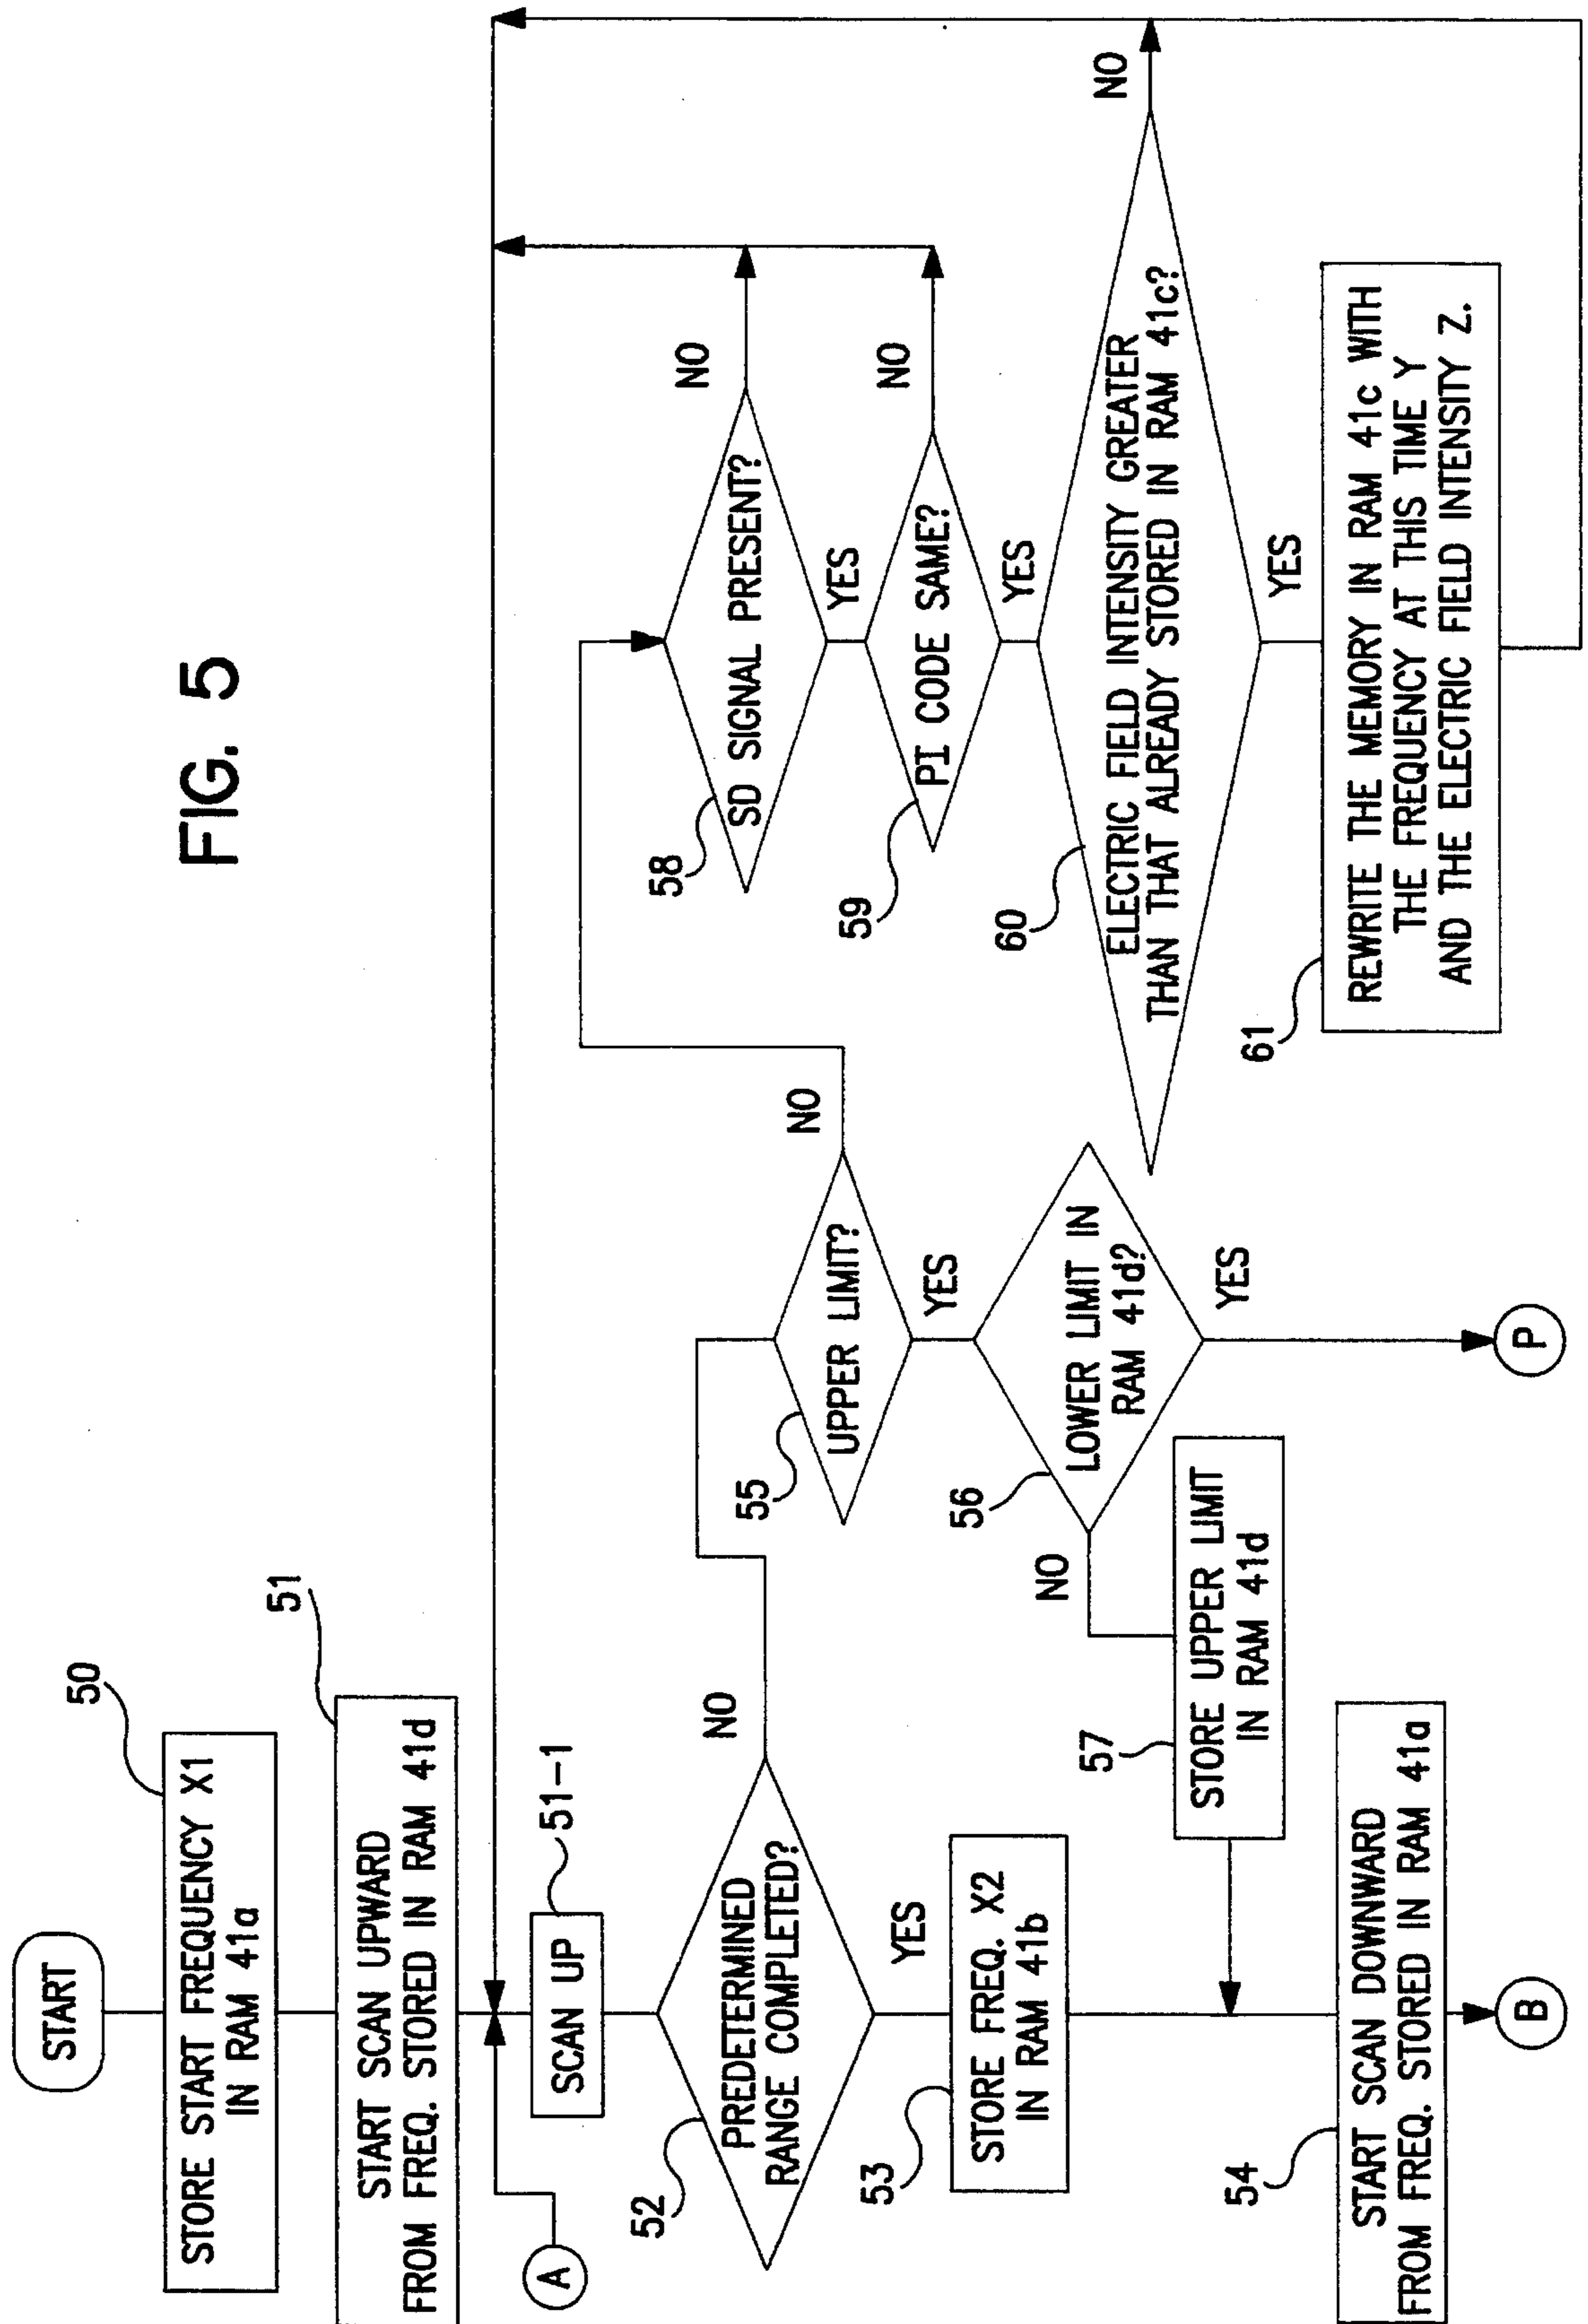 FIG. 5
START
50
STORE START FREQUENCY X1
IN RAM 41a
51
START SCAN UPWARD
FROM FREQ. STORED IN RAM 41d
A
SCAN UP
51-1
52
PREDETERMINED
RANGE COMPLETED?
NO
YES
53
STORE FREQ. X2
IN RAM 41b
54
START SCAN DOWNWARD
FROM FREQ. STORED IN RAM 41a
B
55
UPPER LIMIT?
NO
YES
56
LOWER LIMIT IN
RAM 41d?
NO
YES
57
STORE UPPER LIMIT
IN RAM 41d
P
58
SD SIGNAL PRESENT?
NO
YES
59
PI CODE SAME?
NO
YES
60
ELECTRIC FIELD INTENSITY GREATER
THAN THAT ALREADY STORED IN RAM 41c?
NO
YES
61
REWRITE THE MEMORY IN RAM 41c WITH
THE FREQUENCY AT THIS TIME Y
AND THE ELECTRIC FIELD INTENSITY Z.